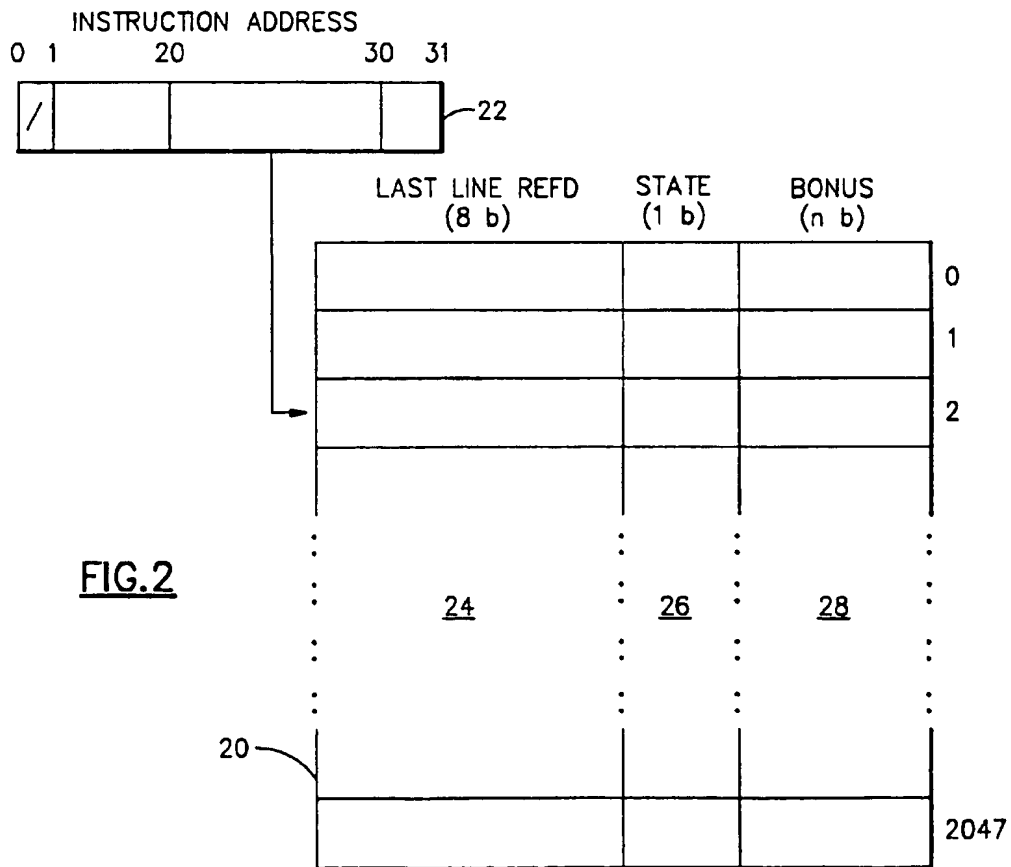 INSTRUCTION ADDRESS
0 1 20 30 31
22
LAST LINE REFD STATE BONUS
(8 b) (1 b) (n b)
0
1
2
FIG.2
24 26 28
20
2047